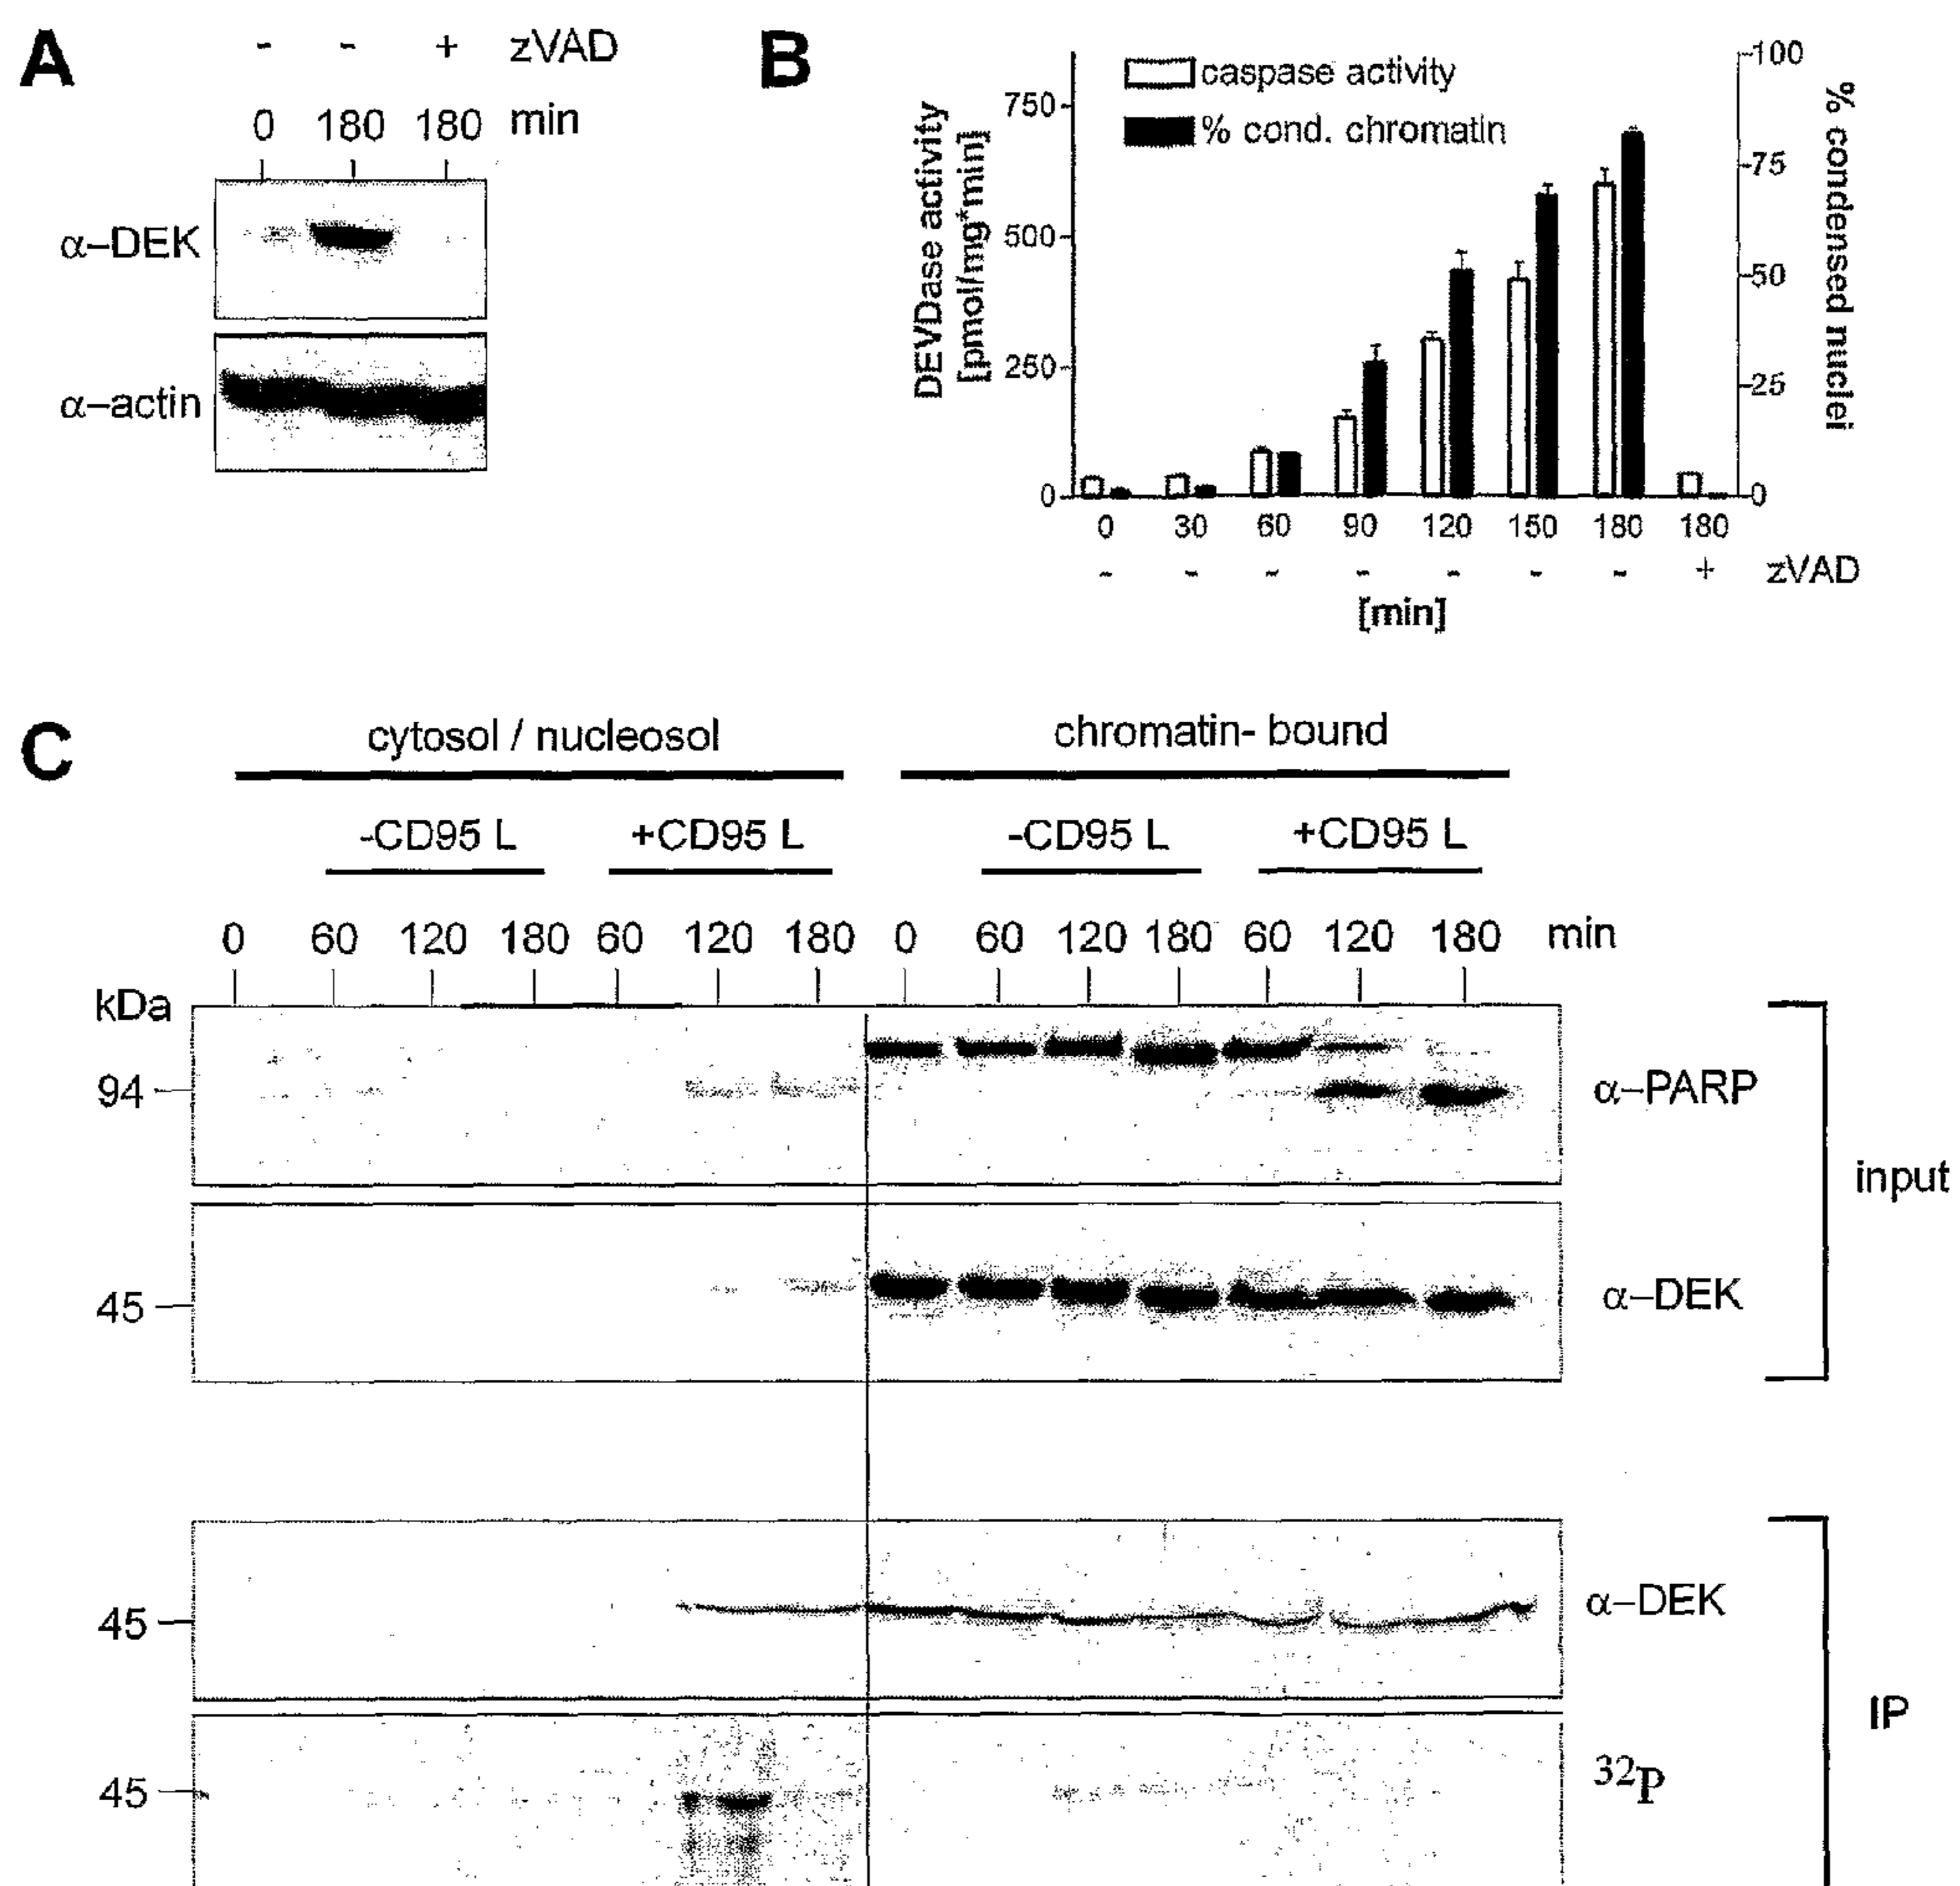 A
- - + zVAD
0 180 180 min
α–DEK
α–actin
B
caspase activity
% cond. chromatin
DEVDase activity
[pmol/mg*min]
750
500
250
0
100
75
50
25
0
% condensed nuclei
0 30 60 90 120 150 180 180
- - - - - - - + zVAD
[min]
C
cytosol / nucleosol chromatin- bound
-CD95 L +CD95 L -CD95 L +CD95 L
0 60 120 180 60 120 180 0 60 120 180 60 120 180 min
kDa
94 α–PARP
input
45 α–DEK
45 α–DEK
IP
45 ³²P